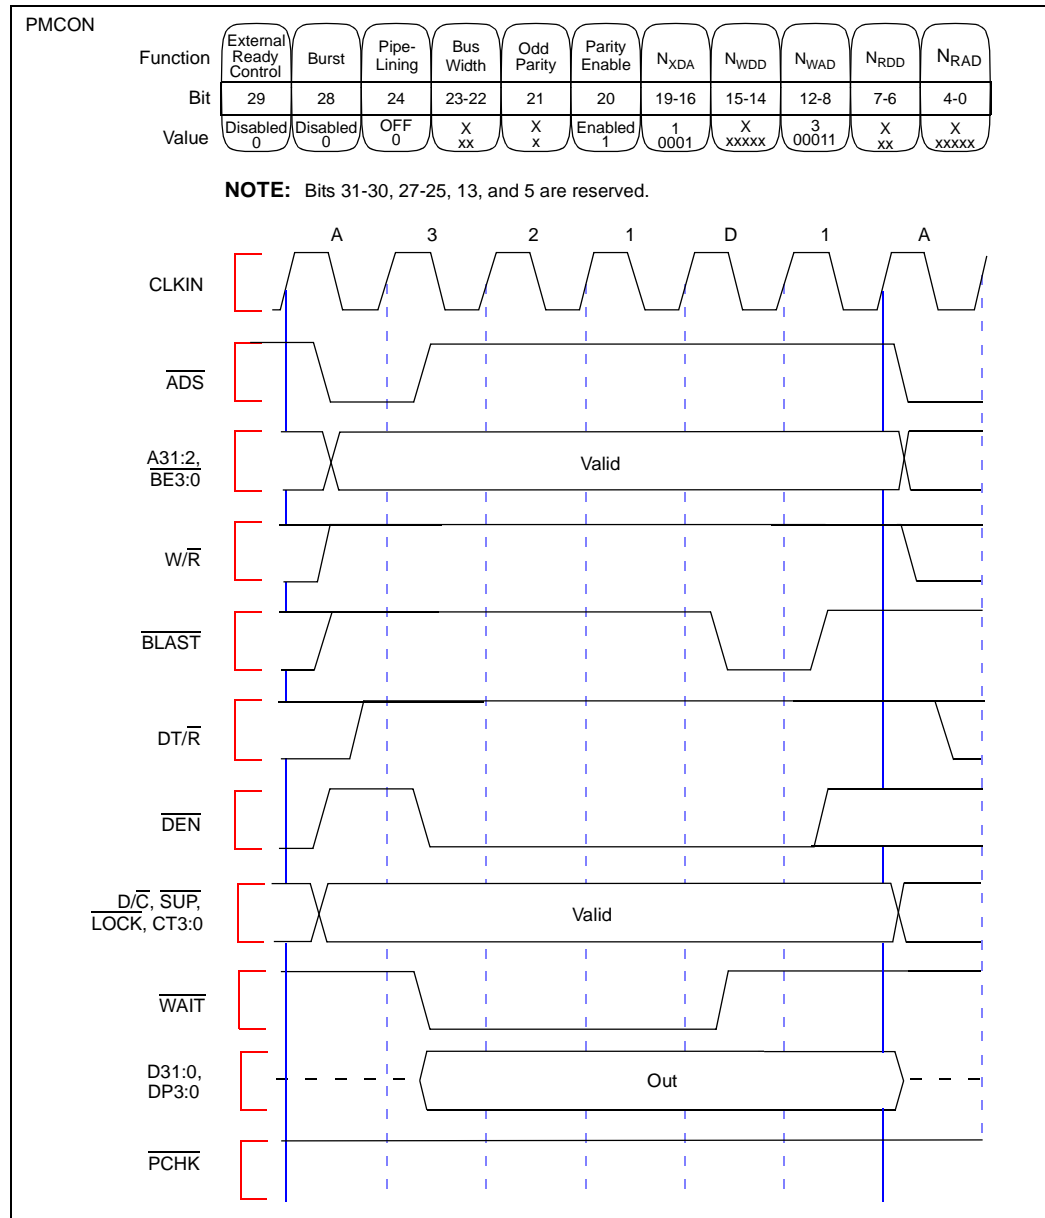 PMCON
Function External Ready Control Burst Pipe-Lining Bus Width Odd Parity Parity Enable NXDA NWDD NWAD NRDD NRAD
Bit 29 28 24 23-22 21 20 19-16 15-14 12-8 7-6 4-0
Value Disabled 0 Disabled 0 OFF 0 X xx X x Enabled 1 1 0001 X xxxxx 3 00011 X xx X xxxxx
NOTE: Bits 31-30, 27-25, 13, and 5 are reserved.
A 3 2 1 D 1 A
CLKIN
ADS
A31:2,
BE3:0
Valid
W/R
BLAST
DT/R
DEN
D/C, SUP,
LOCK, CT3:0
Valid
WAIT
D31:0,
DP3:0
Out
PCHK